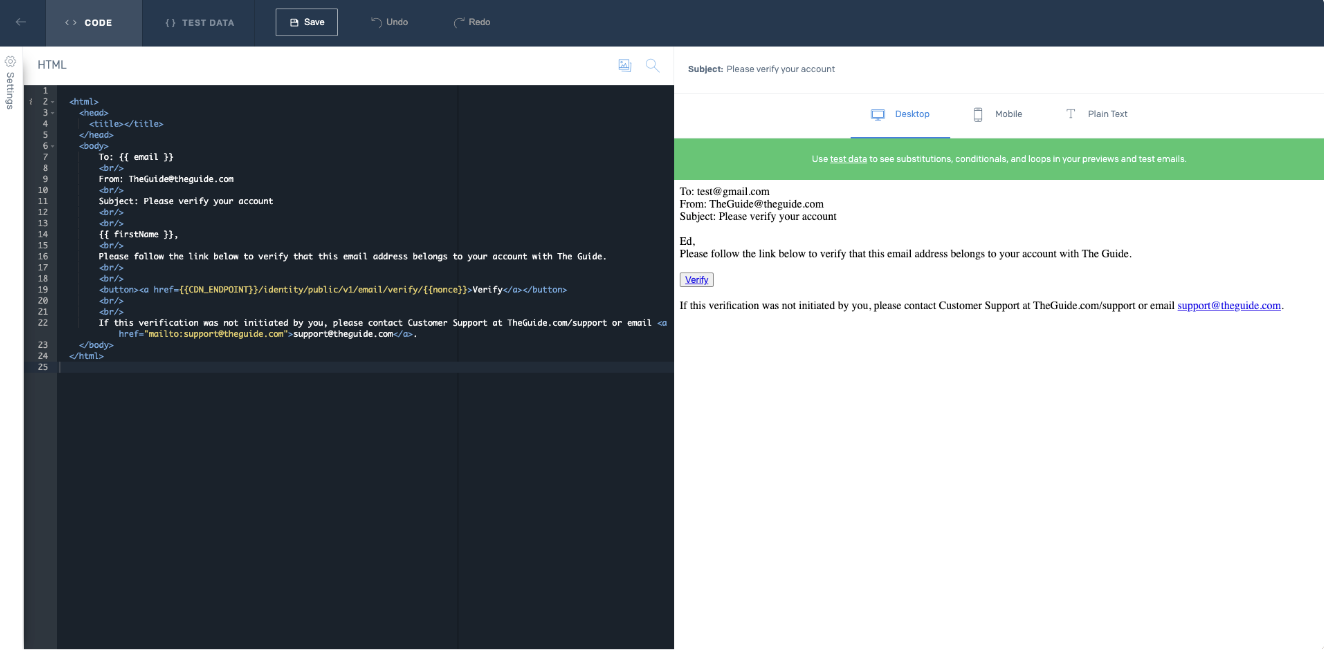 <> CODE
{} TEST DATA
Save
Undo
Redo
Settings
HTML
1
i 2 <html>
3 <head>
4 <title></title>
5 </head>
6 <body>
7 To: {{ email }}
8 <br/>
9 From: TheGuide@theguide.com
10 <br/>
11 Subject: Please verify your account
12 <br/>
13 <br/>
14 {{ firstName }},
15 <br/>
16 Please follow the link below to verify that this email address belongs to your account with The Guide.
17 <br/>
18 <br/>
19 <button><a href={{CDN_ENDPOINT}}/identity/public/v1/email/verify/{{nonce}}>Verify</a></button>
20 <br/>
21 <br/>
22 If this verification was not initiated by you, please contact Customer Support at TheGuide.com/support or email <a
href="mailto:support@theguide.com">support@theguide.com</a>.
23 </body>
24 </html>
25
Subject: Please verify your account
Desktop
Mobile
Plain Text
Use test data to see substitutions, conditionals, and loops in your previews and test emails.
To: test@gmail.com
From: TheGuide@theguide.com
Subject: Please verify your account
Ed,
Please follow the link below to verify that this email address belongs to your account with The Guide.
Verify
If this verification was not initiated by you, please contact Customer Support at TheGuide.com/support or email support@theguide.com.